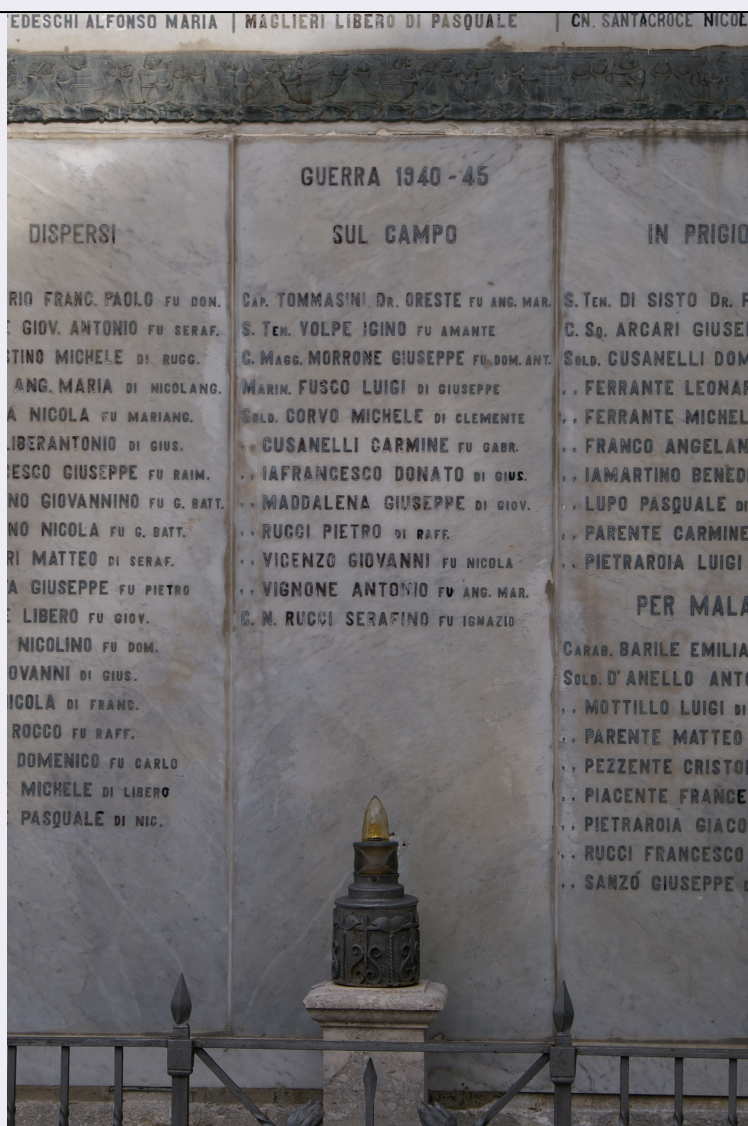 EDESCHI ALFONSO MARIA
MAGLIERI LIBERO DI PASQUALE
CN. SANTACROCE NICOL
DISPERSI
RIO FRANC. PAOLO FU DON.
GIOV. ANTONIO FU SERAF.
STINO MICHELE DI RUGG.
ANG. MARIA DI NICOLANG.
A NICOLA FU MARIANG.
LIBERANTONIO DI GIUS.
CESCO GIUSEPPE FU RAIM.
NO GIOVANNINO FU G. BATT.
NO NICOLA FU G. BATT.
RI MATTEO DI SERAF.
A GIUSEPPE FU PIETRO
LIBERO FU GIOV.
NICOLINO FU DOM.
OVANNI DI GIUS.
ICOLA DI FRANC.
ROCCO FU RAFF.
DOMENICO FU CARLO
MICHELE DI LIBERO
PASQUALE DI NIC.
GUERRA 1940-45
SUL CAMPO
CAP. TOMMASINI DR. ORESTE FU ANG. MAR.
S. TEN. VOLPE IGINO FU AMANTE
C. MAGG. MORRONE GIUSEPPE FU DOM. ANT.
MARIN. FUSCO LUIGI DI GIUSEPPE
SOLD. CORVO MICHELE DI CLEMENTE
,, CUSANELLI CARMINE FU GABR.
,, IAFRANCESCO DONATO DI GIUS.
,, MADDALENA GIUSEPPE DI GIOV.
,, RUCCI PIETRO DI RAFF.
,, VICENZO GIOVANNI FU NICOLA
,, VIGNONE ANTONIO FU ANG. MAR.
C. N. RUCCI SERAFINO FU IGNAZIO
IN PRIGIO
S. TEN. DI SISTO DR.
C. SQ. ARCARI GIUSE
SOLD. CUSANELLI DOM
,, FERRANTE LEONAR
,, FERRANTE MICHEL
,, FRANCO ANGELAN
,, IAMARTINO BENEDI
,, LUPO PASQUALE DI
,, PARENTE CARMINE
,, PIETRAROIA LUIGI
PER MALA
CARAB. BARILE EMILIA
SOLD. D'ANELLO ANTO
,, MOTTILLO LUIGI DI
,, PARENTE MATTEO
,, PEZZENTE CRISTO
,, PIACENTE FRANCE
,, PIETRAROIA GIACO
,, RUCCI FRANCESCO
,, SANZÓ GIUSEPPE